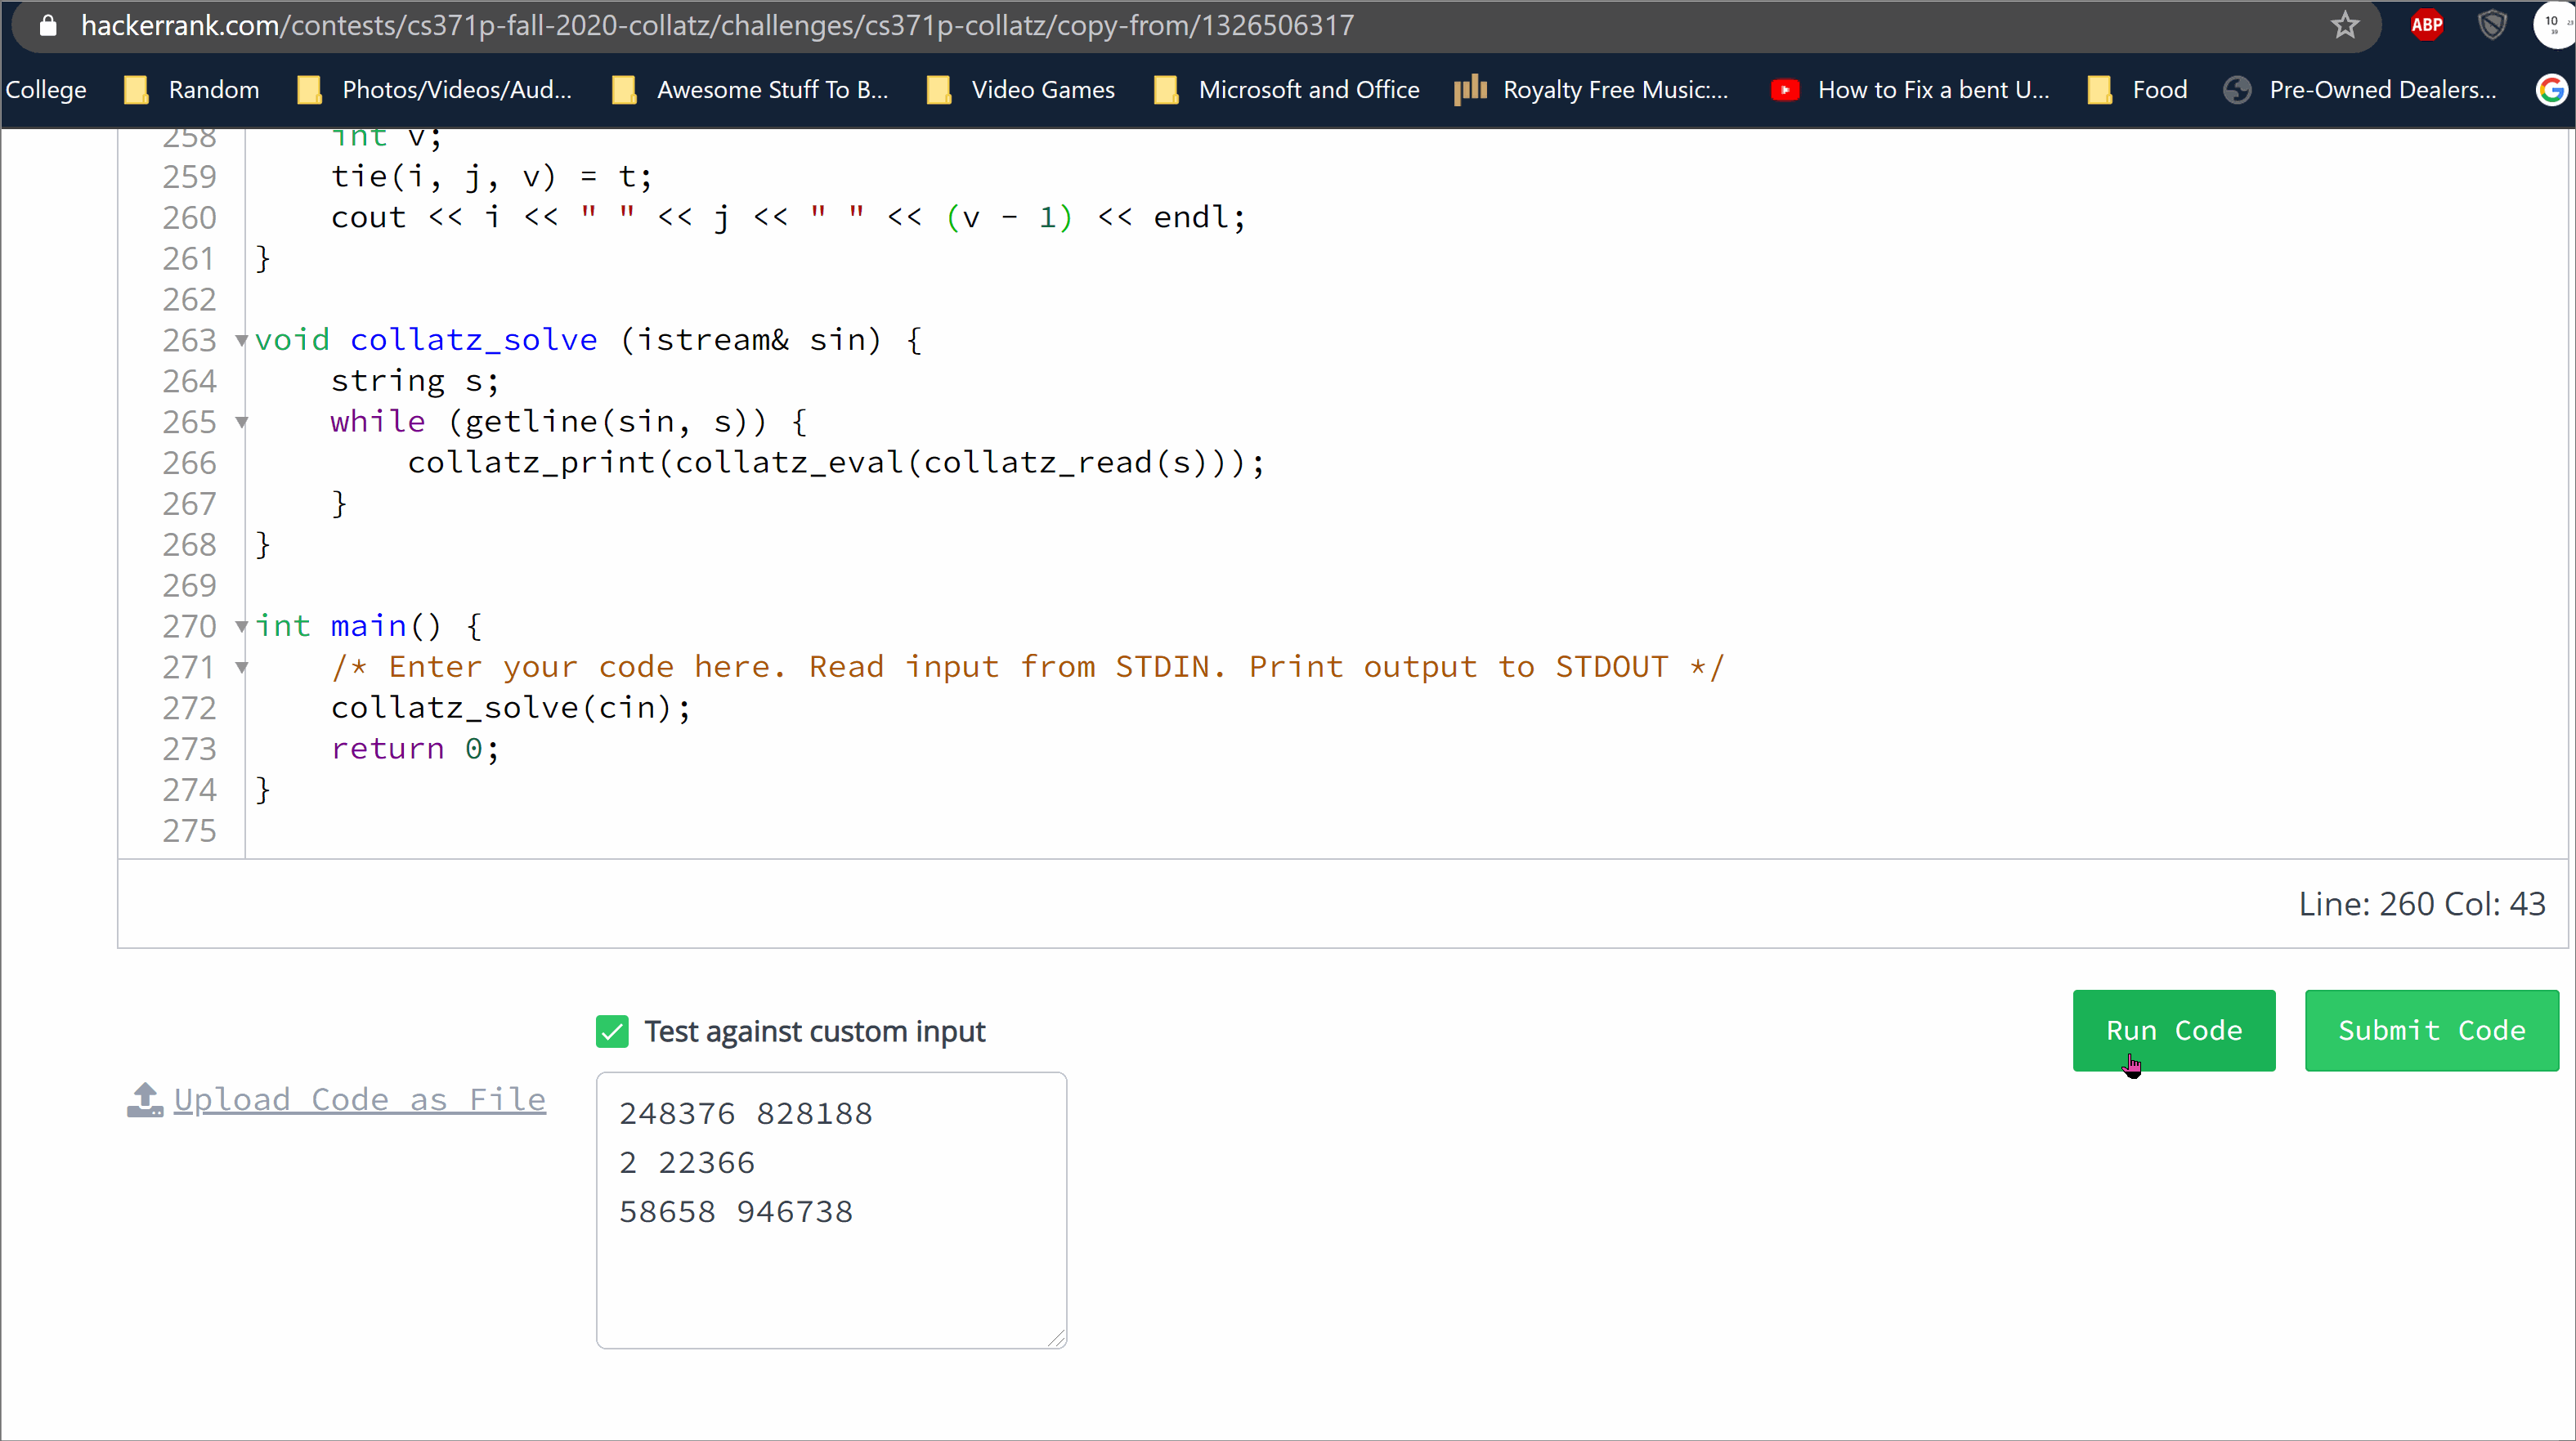 hackerrank.com/contests/cs371p-fall-2020-collatz/challenges/cs371p-collatz/copy-from/1326506317
ABP
10
College Random Photos/Videos/Aud... Awesome Stuff To B... Video Games Microsoft and Office Royalty Free Music:... How to Fix a bent U... Food Pre-Owned Dealers...
258     int v;
259     tie(i, j, v) = t;
260     cout << i << " " << j << " " << (v - 1) << endl;
261 }
262
263 void collatz_solve (istream& sin) {
264     string s;
265     while (getline(sin, s)) {
266         collatz_print(collatz_eval(collatz_read(s)));
267     }
268 }
269
270 int main() {
271     /* Enter your code here. Read input from STDIN. Print output to STDOUT */
272     collatz_solve(cin);
273     return 0;
274 }
275
Line: 260 Col: 43
Test against custom input
Run Code
Submit Code
Upload Code as File
248376 828188
2 22366
58658 946738